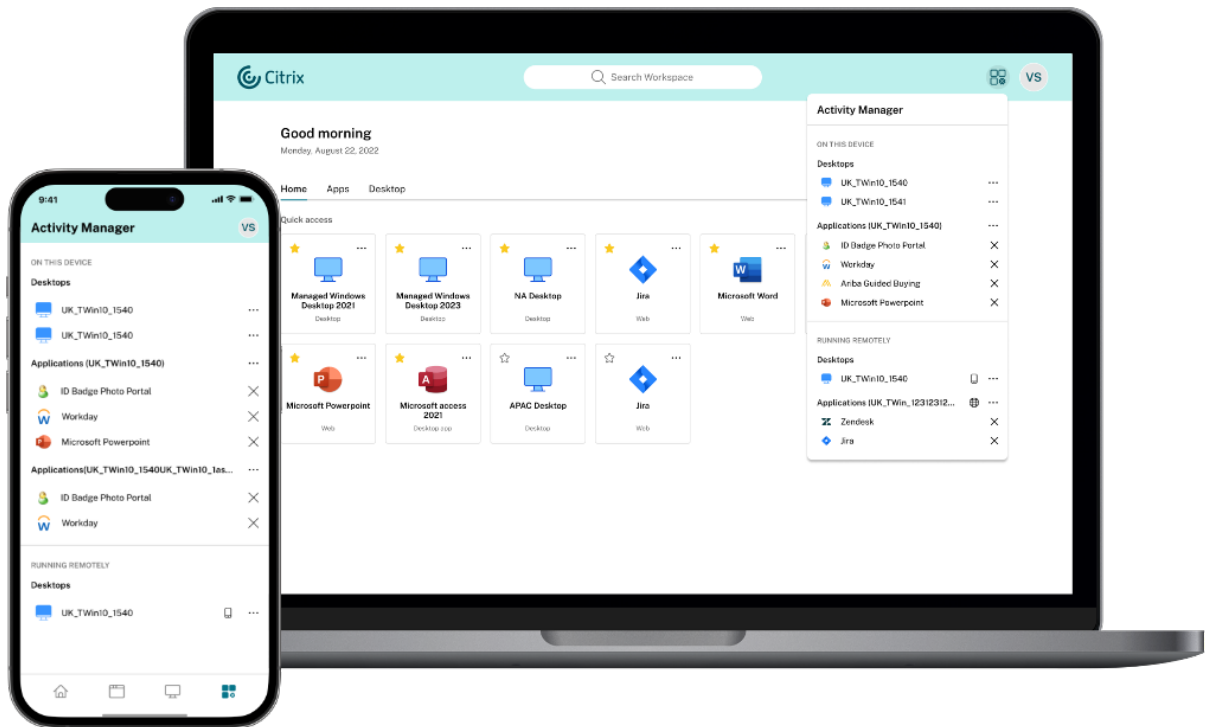 Citrix
Search Workspace
VS
Good morning
Monday, August 22, 2022
Home Apps Desktop
Quick access
Managed Windows
Desktop 2021
Desktop
Managed Windows
Desktop 2023
Desktop
NA Desktop
Desktop
Jira
Web
W
Microsoft Word
Web
P
Microsoft Powerpoint
Web
A
Microsoft access
2021
Desktop app
APAC Desktop
Desktop
Jira
Web
Activity Manager
ON THIS DEVICE
Desktops
UK_TWin10_1540
UK_TWin10_1541
Applications (UK_TWin10_1540)
ID Badge Photo Portal
Workday
Ariba Guided Buying
Microsoft Powerpoint
RUNNING REMOTELY
Desktops
UK_TWin10_1540
Applications (UK_TWin_12312312...
Zendesk
Jira
9:41
Activity Manager
VS
ON THIS DEVICE
Desktops
UK_TWin10_1540
UK_TWin10_1540
Applications (UK_TWin10_1540)
ID Badge Photo Portal
Workday
Microsoft Powerpoint
Applications(UK_TWin10_1540UK_TWin10_1as...
ID Badge Photo Portal
Workday
RUNNING REMOTELY
Desktops
UK_TWin10_1540